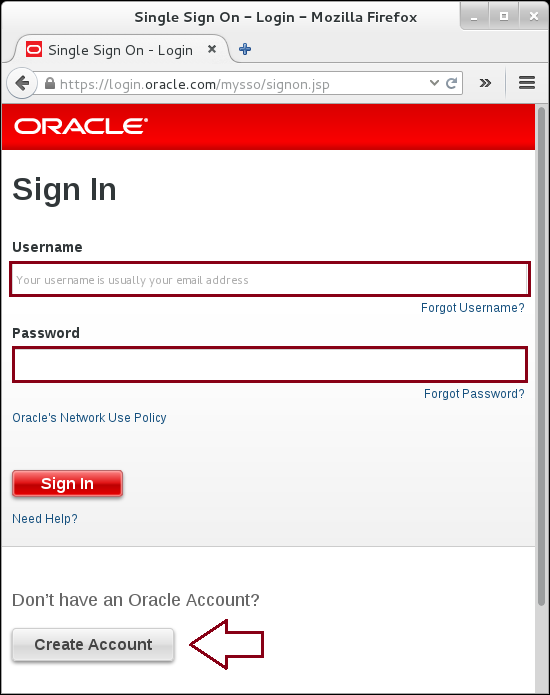 Single Sign On - Login - Mozilla Firefox
Single Sign On - Login
https://login.oracle.com/mysso/signon.jsp
ORACLE®
Sign In
Username
Your username is usually your email address
Forgot Username?
Password
Forgot Password?
Oracle's Network Use Policy
Sign In
Need Help?
Don't have an Oracle Account?
Create Account